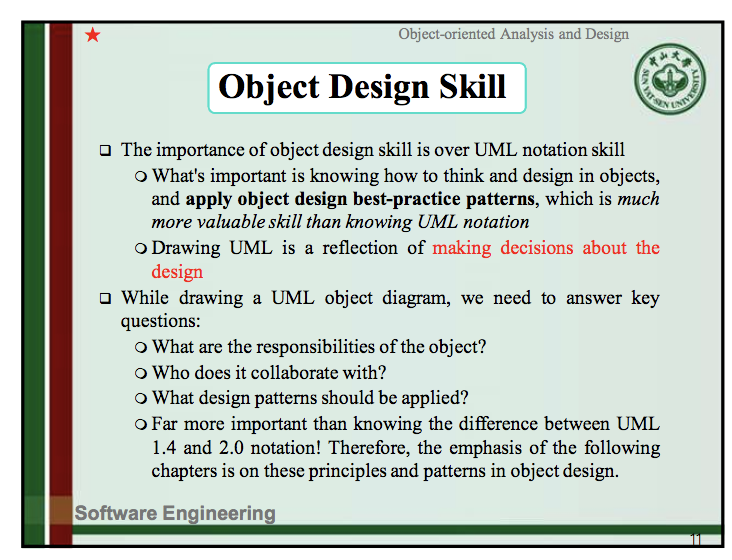 Object-oriented Analysis and Design
Object Design Skill
SUN YAT-SEN UNIVERSITY
The importance of object design skill is over UML notation skill
What's important is knowing how to think and design in objects,
and apply object design best-practice patterns, which is much
more valuable skill than knowing UML notation
Drawing UML is a reflection of making decisions about the
design
While drawing a UML object diagram, we need to answer key
questions:
What are the responsibilities of the object?
Who does it collaborate with?
What design patterns should be applied?
Far more important than knowing the difference between UML
1.4 and 2.0 notation! Therefore, the emphasis of the following
chapters is on these principles and patterns in object design.
Software Engineering
11